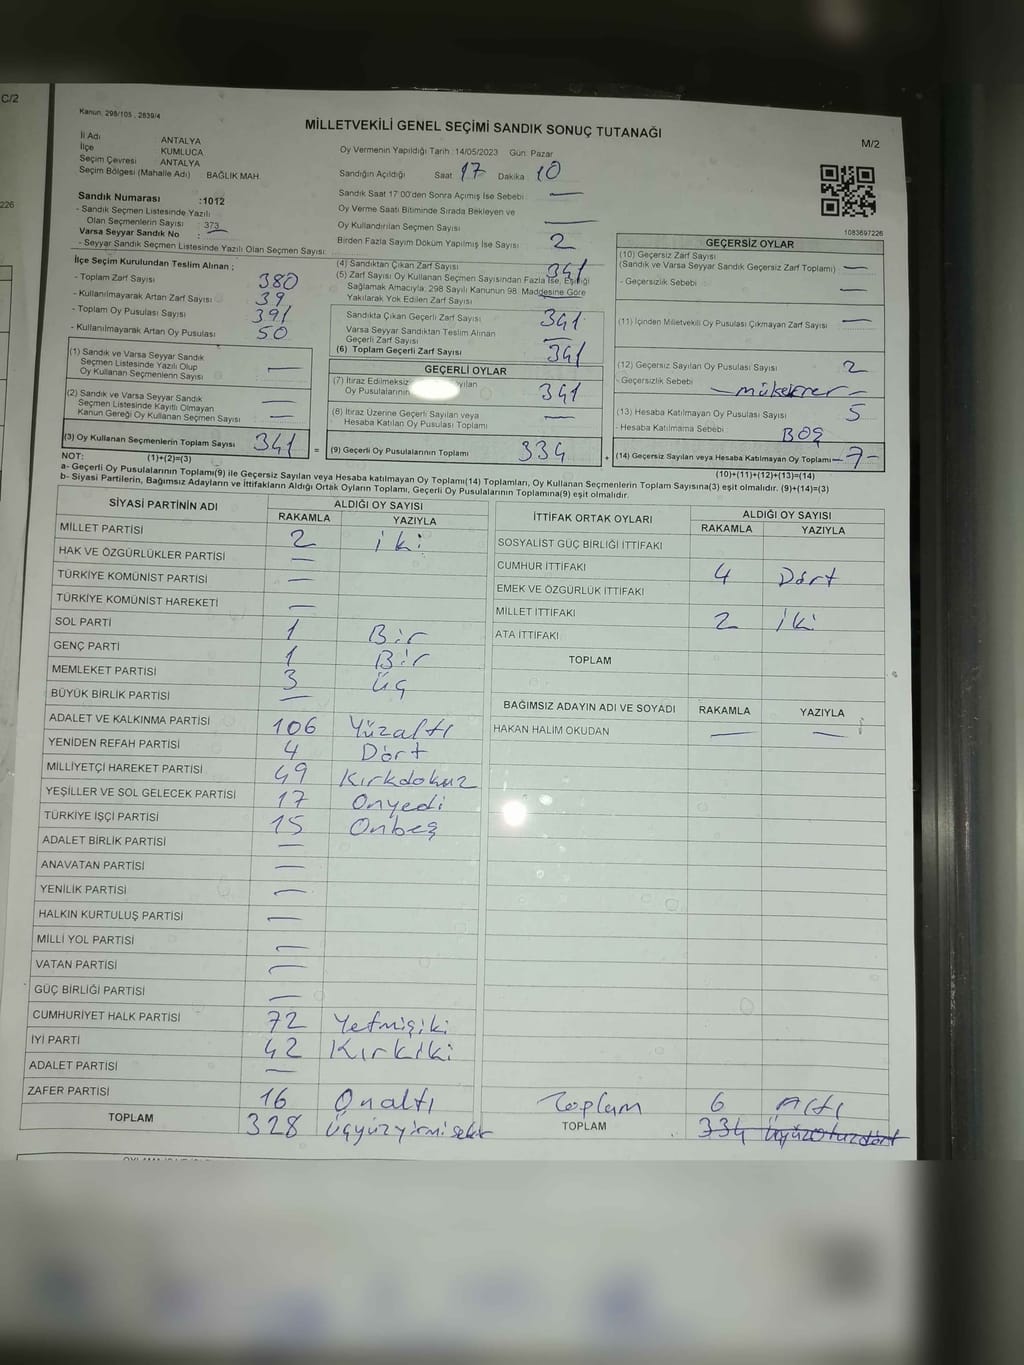 C/2
226
Kanun, 298/105 , 2839/4
MİLLETVEKİLİ GENEL SEÇİMİ SANDIK SONUÇ TUTANAĞI
M/2
İl Adı ANTALYA
İlçe KUMLUCA
Seçim Çevresi ANTALYA
Seçim Bölgesi (Mahalle Adı) BAĞLIK MAH.
Oy Vermenin Yapıldığı Tarih :14/05/2023 Gün: Pazar
Sandığın Açıldığı Saat 17 Dakika 10
Sandık Saat 17:00'den Sonra Açılmış İse Sebebi —
Oy Verme Saati Bitiminde Sırada Bekleyen ve
Oy Kullandırılan Seçmen Sayısı —
Birden Fazla Sayım Döküm Yapılmış İse Sayısı 2
1083697226
Sandık Numarası :1012
- Sandık Seçmen Listesinde Yazılı
Olan Seçmenlerin Sayısı : 373
Varsa Seyyar Sandık No : —
- Seyyar Sandık Seçmen Listesinde Yazılı Olan Seçmen Sayısı:
İlçe Seçim Kurulundan Teslim Alınan ;
- Toplam Zarf Sayısı 380
- Kullanılmayarak Artan Zarf Sayısı 39
- Toplam Oy Pusulası Sayısı 391
- Kullanılmayarak Artan Oy Pusulası 50
(1) Sandık ve Varsa Seyyar Sandık
Seçmen Listesinde Yazılı Olup
Oy Kullanan Seçmenlerin Sayısı —
(2) Sandık ve Varsa Seyyar Sandık
Seçmen Listesinde Kayıtlı Olmayan —
Kanun Gereği Oy Kullanan Seçmen Sayısı —
(3) Oy Kullanan Seçmenlerin Toplam Sayısı 341 =
(4) Sandıktan Çıkan Zarf Sayısı 341
(5) Zarf Sayısı Oy Kullanan Seçmen Sayısından Fazla İse, Eşitliği
Sağlamak Amacıyla, 298 Sayılı Kanunun 98. Maddesine Göre
Yakılarak Yok Edilen Zarf Sayısı —
Sandıkta Çıkan Geçerli Zarf Sayısı 341
Varsa Seyyar Sandıktan Teslim Alınan
Geçerli Zarf Sayısı —
(6) Toplam Geçerli Zarf Sayısı 341
GEÇERLİ OYLAR
(7) İtiraz Edilmeksiz
Oy Pusulalarının 341
(8) İtiraz Üzerine Geçerli Sayılan veya
Hesaba Katılan Oy Pusulası Toplamı —
(9) Geçerli Oy Pusulalarının Toplamı 334 +
GEÇERSİZ OYLAR
(10) Geçersiz Zarf Sayısı
(Sandık ve Varsa Seyyar Sandık Geçersiz Zarf Toplamı) —
- Geçersizlik Sebebi —
(11) İçinden Milletvekili Oy Pusulası Çıkmayan Zarf Sayısı —
(12) Geçersiz Sayılan Oy Pusulası Sayısı 2
- Geçersizlik Sebebi
(13) Hesaba Katılmayan Oy Pusulası Sayısı 5
- Hesaba Katılmama Sebebi BOŞ
(14) Geçersiz Sayılan veya Hesaba Katılmayan Oy Toplamı —7—
NOT: (1)+(2)=(3) (10)+(11)+(12)+(13)=(14)
a- Geçerli Oy Pusulalarının Toplamı(9) ile Geçersiz Sayılan veya Hesaba katılmayan Oy Toplamı(14) Toplamları, Oy Kullanan Seçmenlerin Toplam Sayısına(3) eşit olmalıdır. (9)+(14)=(3)
b- Siyasi Partilerin, Bağımsız Adayların ve İttifakların Aldığı Ortak Oyların Toplamı, Geçerli Oy Pusulalarının Toplamına(9) eşit olmalıdır.
SİYASİ PARTİNİN ADI ALDIĞI OY SAYISI
RAKAMLA YAZIYLA
MİLLET PARTİSİ 2 iki
HAK VE ÖZGÜRLÜKLER PARTİSİ —
TÜRKİYE KOMÜNİST PARTİSİ —
TÜRKİYE KOMÜNİST HAREKETİ —
SOL PARTİ 1 Bir
GENÇ PARTİ 1 Bir
MEMLEKET PARTİSİ 3 üç
BÜYÜK BİRLİK PARTİSİ —
ADALET VE KALKINMA PARTİSİ 106 Yüzaltı
YENİDEN REFAH PARTİSİ 4 Dört
MİLLİYETÇİ HAREKET PARTİSİ 49 Kırkdokuz
YEŞİLLER VE SOL GELECEK PARTİSİ 17 Onyedi
TÜRKİYE İŞÇİ PARTİSİ 15 Onbeş
ADALET BİRLİK PARTİSİ —
ANAVATAN PARTİSİ —
YENİLİK PARTİSİ —
HALKIN KURTULUŞ PARTİSİ —
MİLLİ YOL PARTİSİ —
VATAN PARTİSİ —
GÜÇ BİRLİĞİ PARTİSİ —
CUMHURİYET HALK PARTİSİ 72 Yetmişiki
İYİ PARTİ 42 Kırkiki
ADALET PARTİSİ —
ZAFER PARTİSİ 16 Onaltı
TOPLAM 328 Üçyüzyirmisekiz
İTTİFAK ORTAK OYLARI ALDIĞI OY SAYISI
RAKAMLA YAZIYLA
SOSYALİST GÜÇ BİRLİĞİ İTTİFAKI
CUMHUR İTTİFAKI 4 Dört
EMEK VE ÖZGÜRLÜK İTTİFAKI
MİLLET İTTİFAKI 2 iki
ATA İTTİFAKI
TOPLAM
BAĞIMSIZ ADAYIN ADI VE SOYADI RAKAMLA YAZIYLA
HAKAN HALİM OKUDAN — —
Toplam 6 Altı
TOPLAM 334 Üçyüzotuzdört